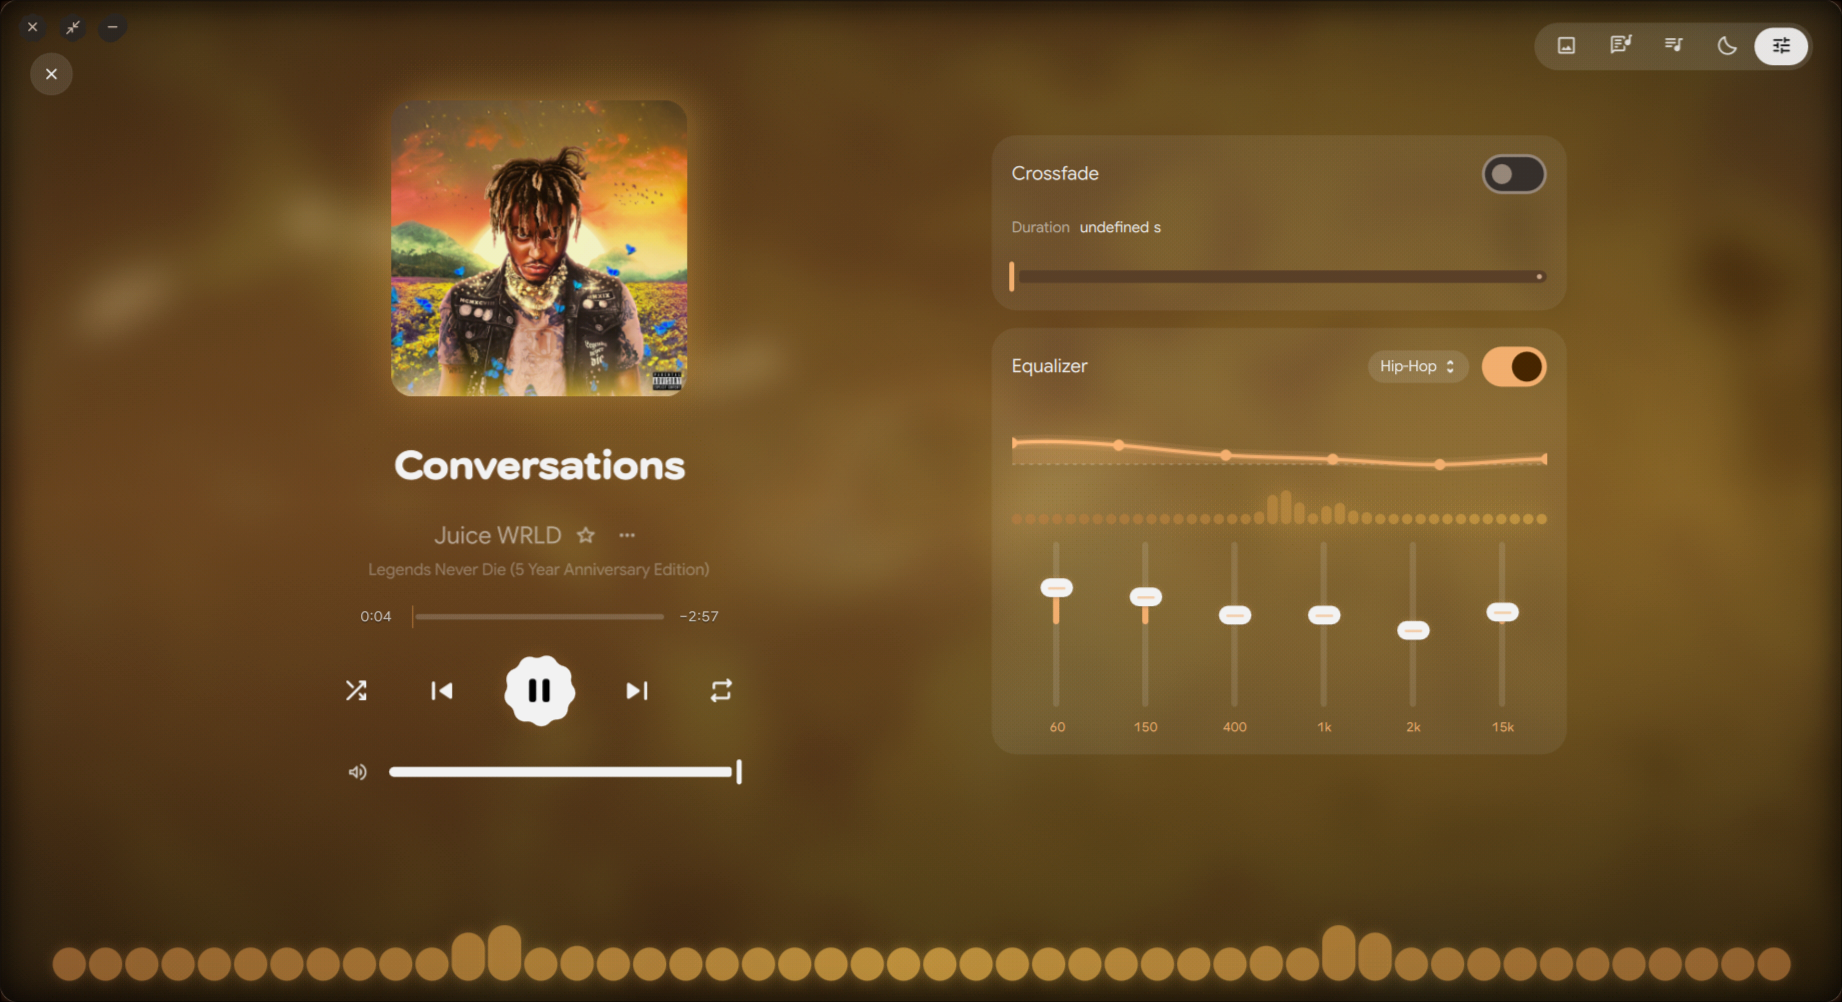 Conversations
Juice WRLD
Legends Never Die (5 Year Anniversary Edition)
0:04
-2:57
Crossfade
Duration undefined s
Equalizer
Hip-Hop
60 150 400 1k 2k 15k